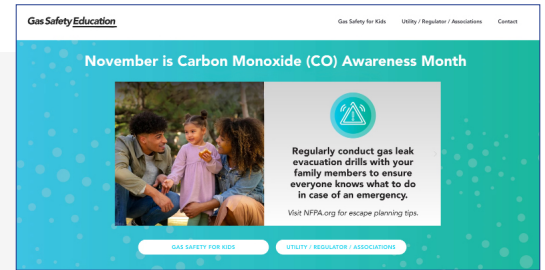 Gas Safety Education
Gas Safety for Kids
Utility / Regulator / Associations
Contact
November is Carbon Monoxide (CO) Awareness Month
Regularly conduct gas leak
evacuation drills with your
family members to ensure
everyone knows what to do
in case of an emergency.
Visit NFPA.org for escape planning tips.
GAS SAFETY FOR KIDS
UTILITY / REGULATOR / ASSOCIATIONS